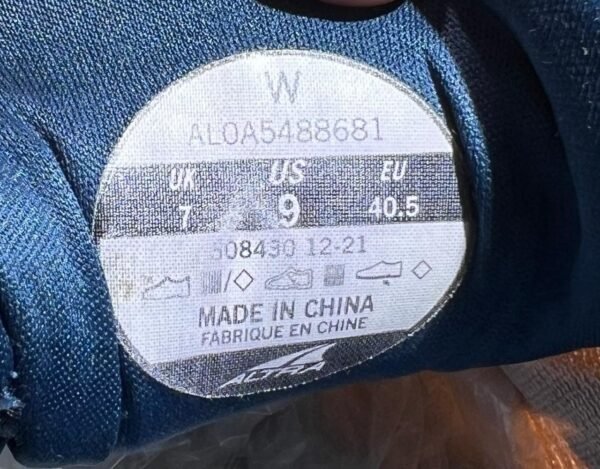 W
AL0A5488681
UK US EU
7 9 40.5
508430 12-21
MADE IN CHINA
FABRIQUE EN CHINE
ALTRA